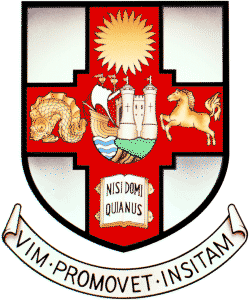 NISI DOMI
QUIANUS
VIM · PROMOVET · INSITAM